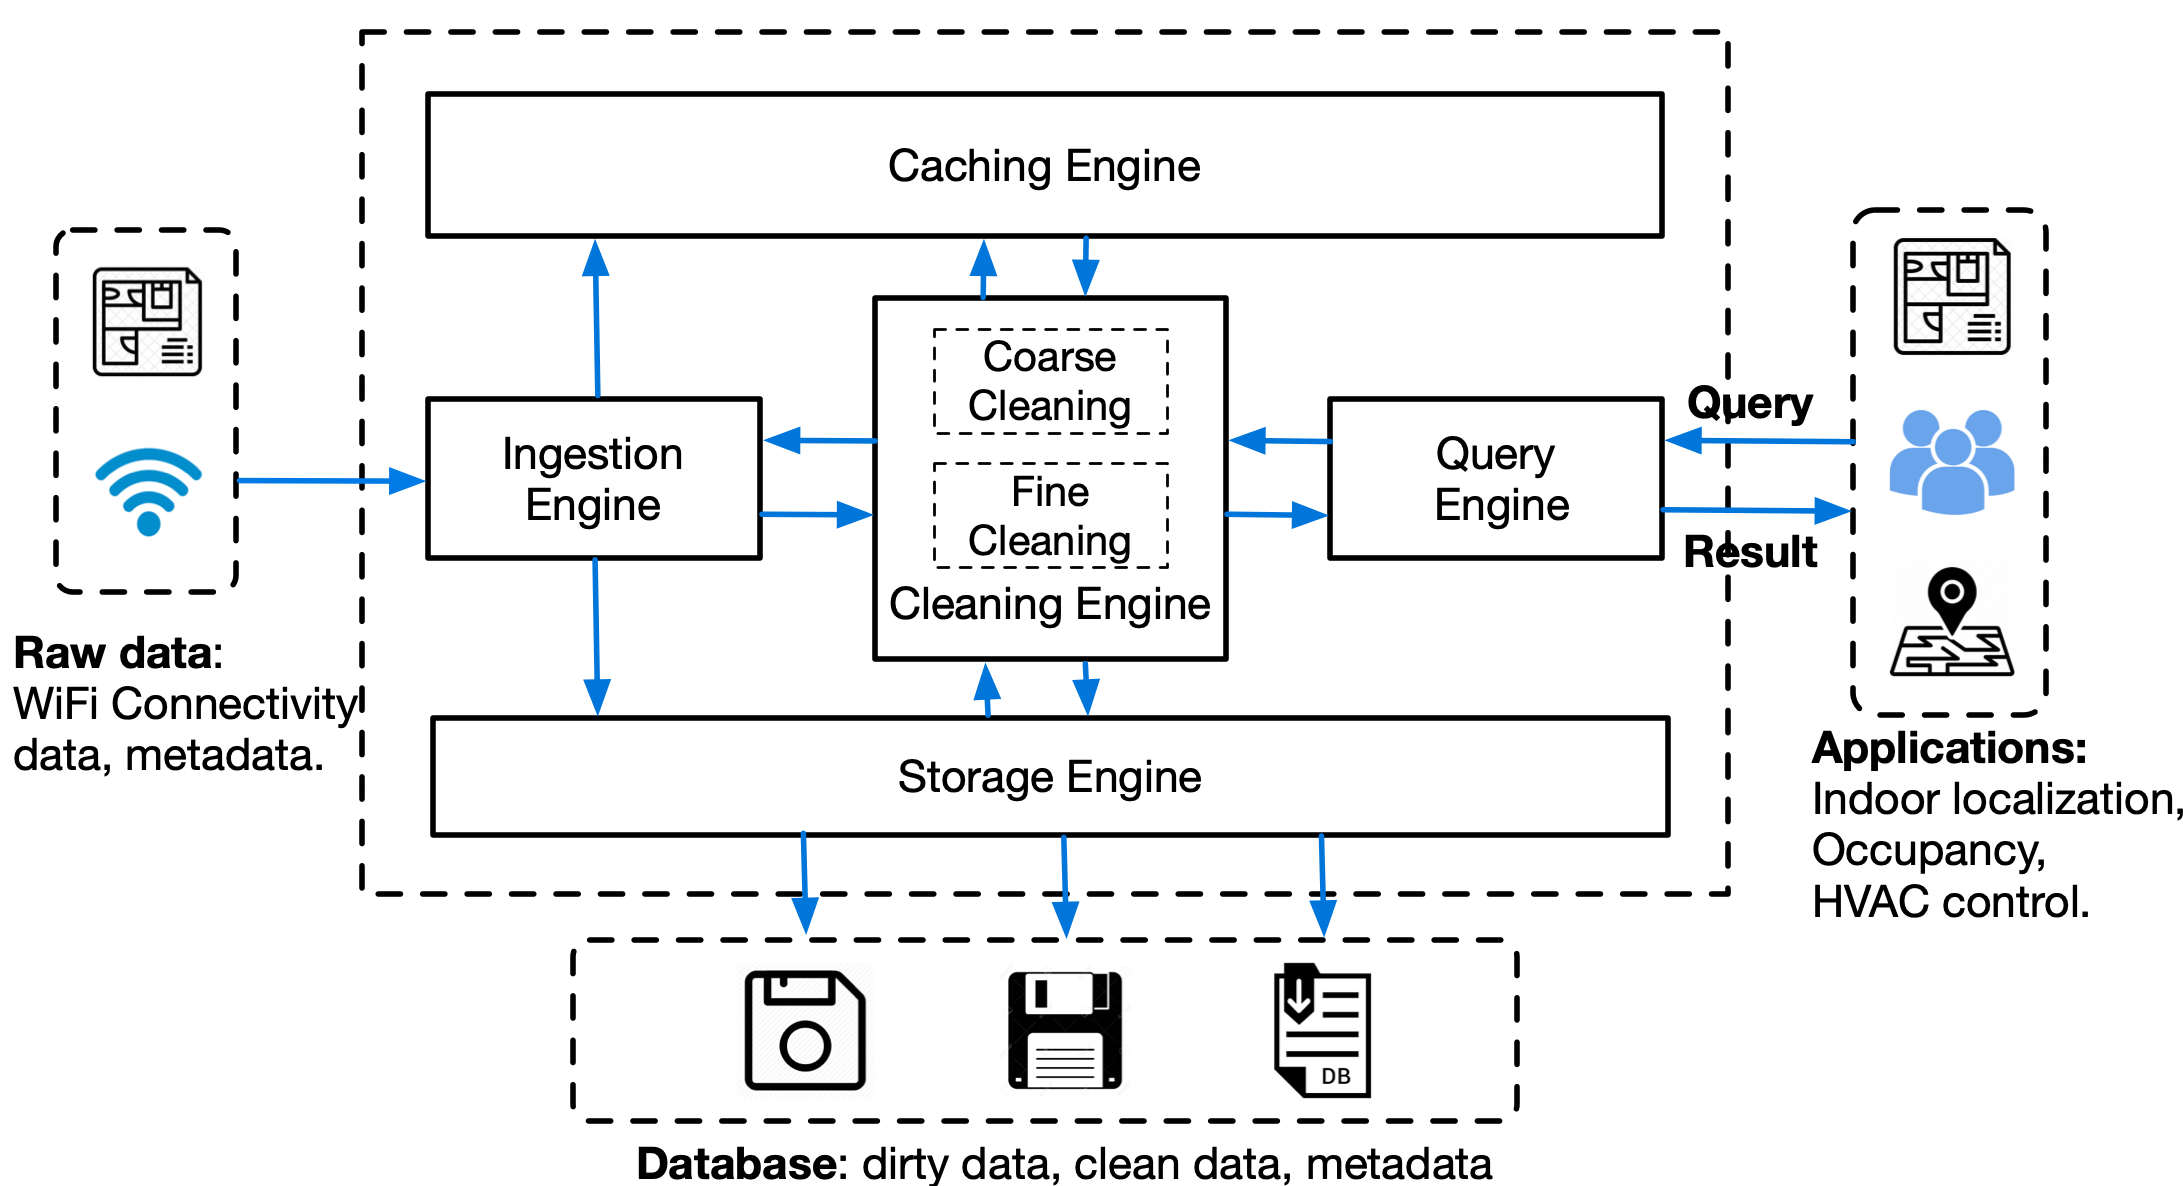 Caching Engine
Coarse
Cleaning
Fine
Cleaning
Cleaning Engine
Ingestion
Engine
Query
Engine
Query
Result
Raw data:
WiFi Connectivity
data, metadata.
Storage Engine
Applications:
Indoor localization,
Occupancy,
HVAC control.
DB
Database: dirty data, clean data, metadata